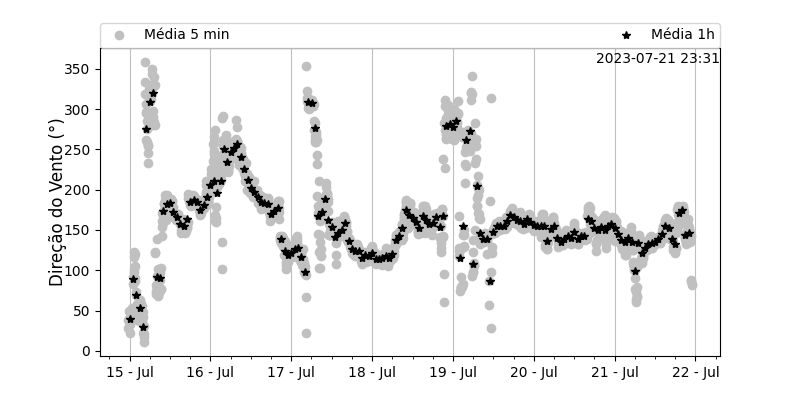 Média 5 min
Média 1h
2023-07-21 23:31
Direção do Vento (°)
350
300
250
200
150
100
50
0
15 - Jul
16 - Jul
17 - Jul
18 - Jul
19 - Jul
20 - Jul
21 - Jul
22 - Jul